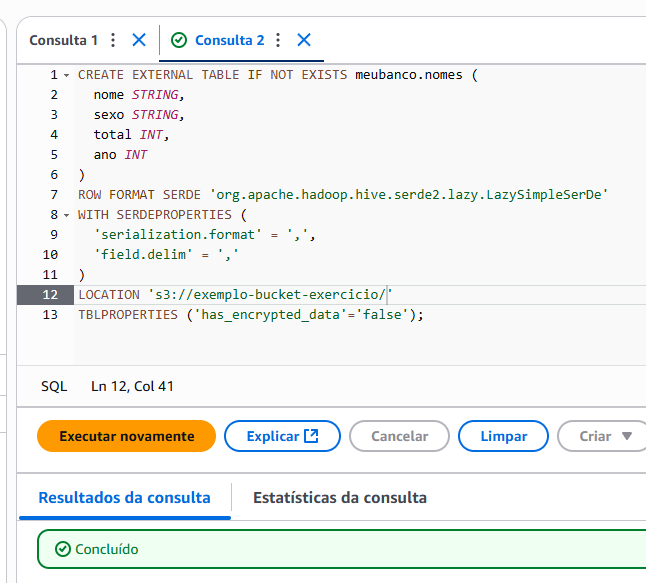 Consulta 1
Consulta 2
1 CREATE EXTERNAL TABLE IF NOT EXISTS meubanco.nomes (
2 nome STRING,
3 sexo STRING,
4 total INT,
5 ano INT
6 )
7 ROW FORMAT SERDE 'org.apache.hadoop.hive.serde2.lazy.LazySimpleSerDe'
8 WITH SERDEPROPERTIES (
9 'serialization.format' = ',',
10 'field.delim' = ','
11 )
12 LOCATION 's3://exemplo-bucket-exercicio/'
13 TBLPROPERTIES ('has_encrypted_data'='false');
SQL Ln 12, Col 41
Executar novamente
Explicar
Cancelar
Limpar
Criar
Resultados da consulta
Estatísticas da consulta
Concluído